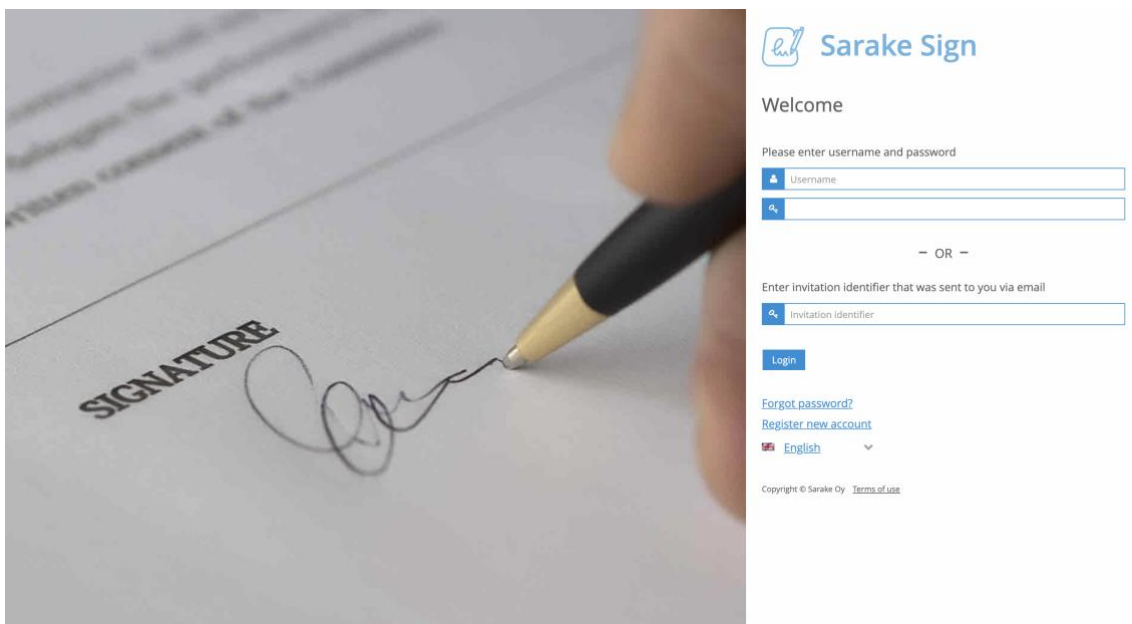 SIGNATURE
Sarake Sign
Welcome
Please enter username and password
Username
– OR –
Enter invitation identifier that was sent to you via email
Invitation identifier
Login
Forgot password?
Register new account
English
Copyright © Sarake Oy Terms of use